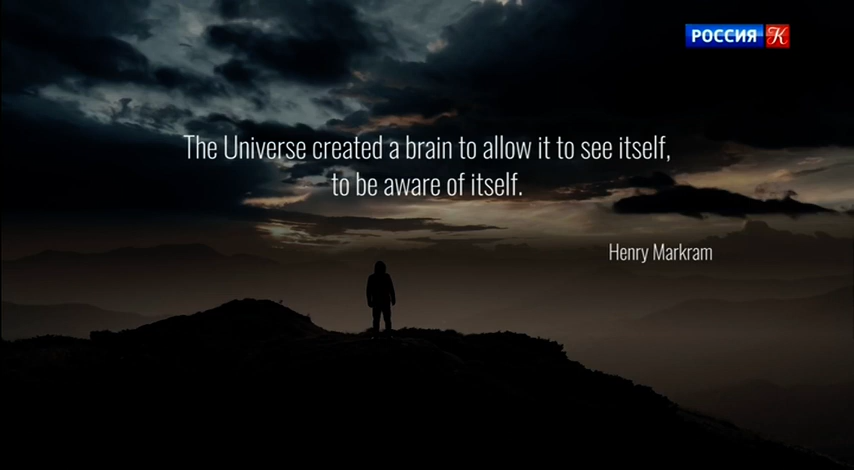 РОССИЯ К
The Universe created a brain to allow it to see itself,
to be aware of itself.
Henry Markram